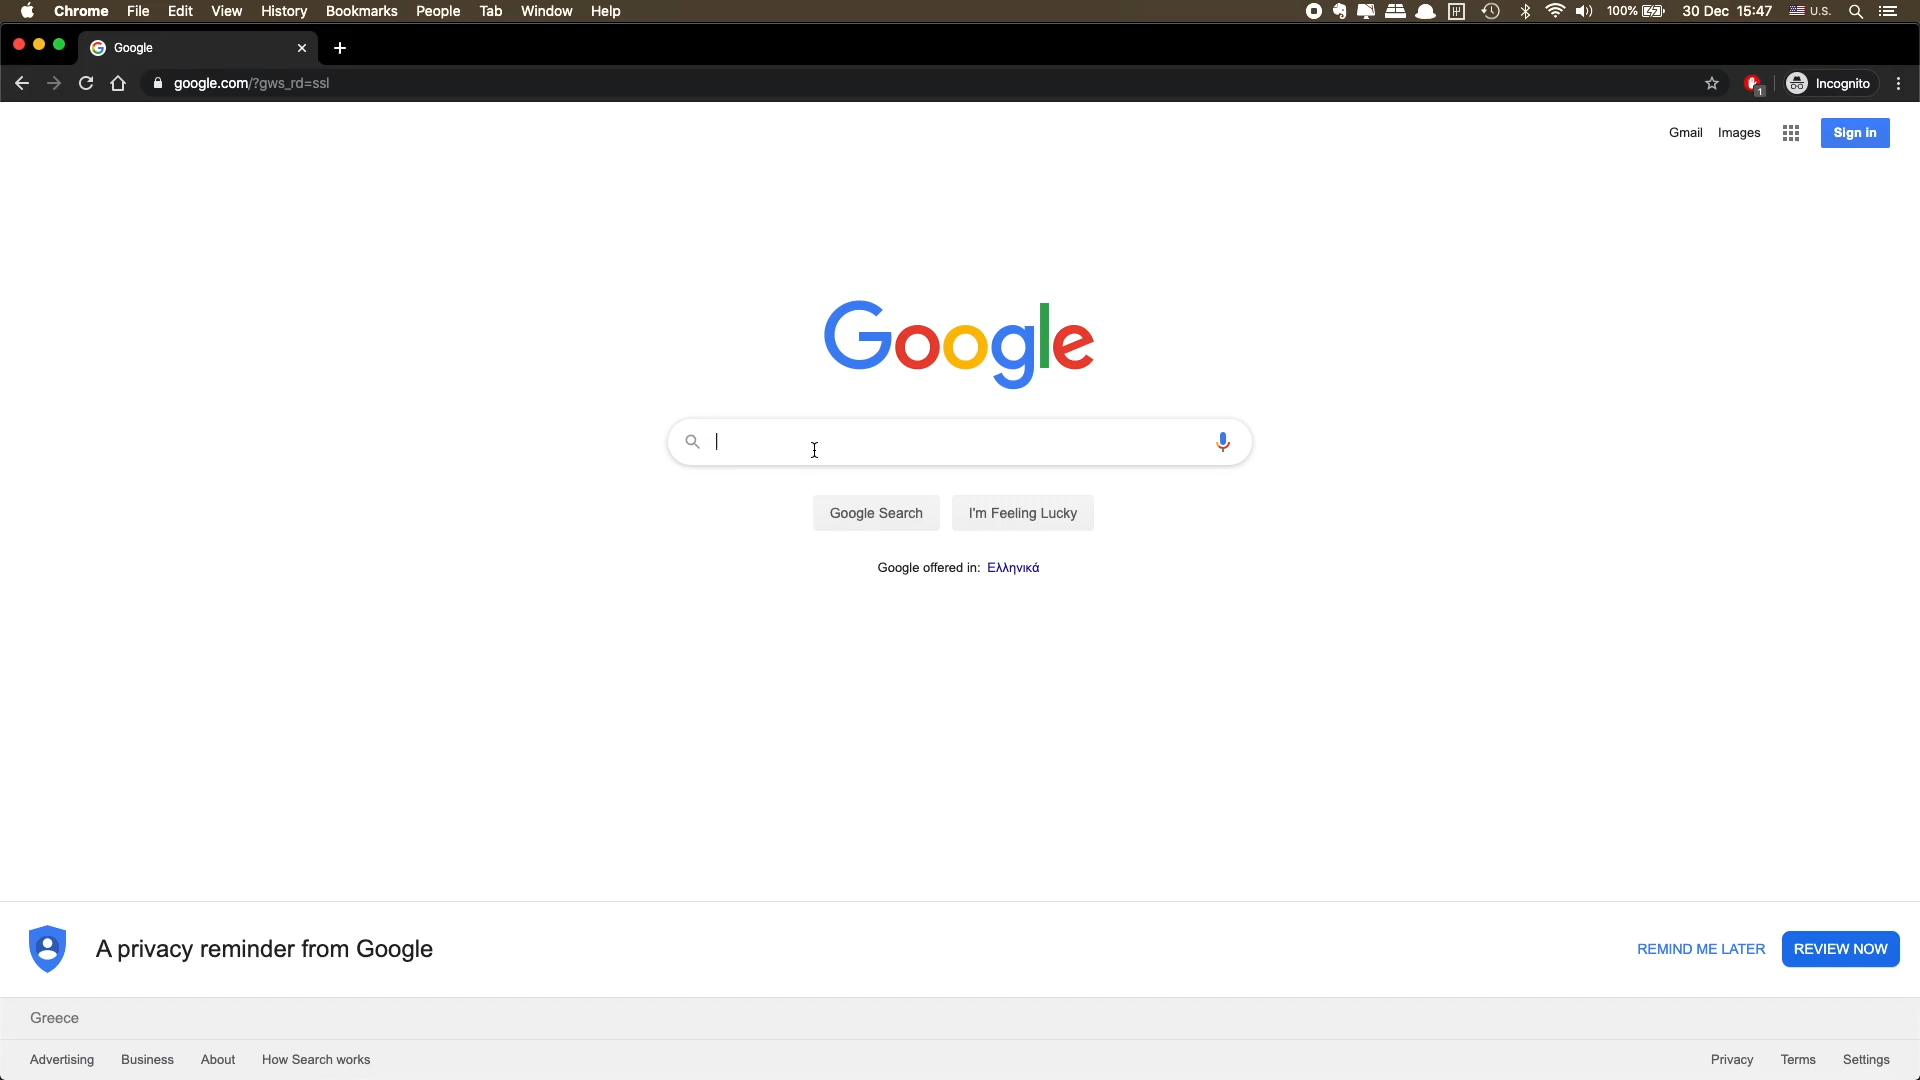 Chrome File Edit View History Bookmarks People Tab Window Help 100% 30 Dec 15:47 U.S.
Google
google.com/?gws_rd=ssl 1 Incognito
Gmail Images Sign in
Google
Google Search I'm Feeling Lucky
Google offered in: Ελληνικά
A privacy reminder from Google REMIND ME LATER REVIEW NOW
Greece
Advertising Business About How Search works Privacy Terms Settings